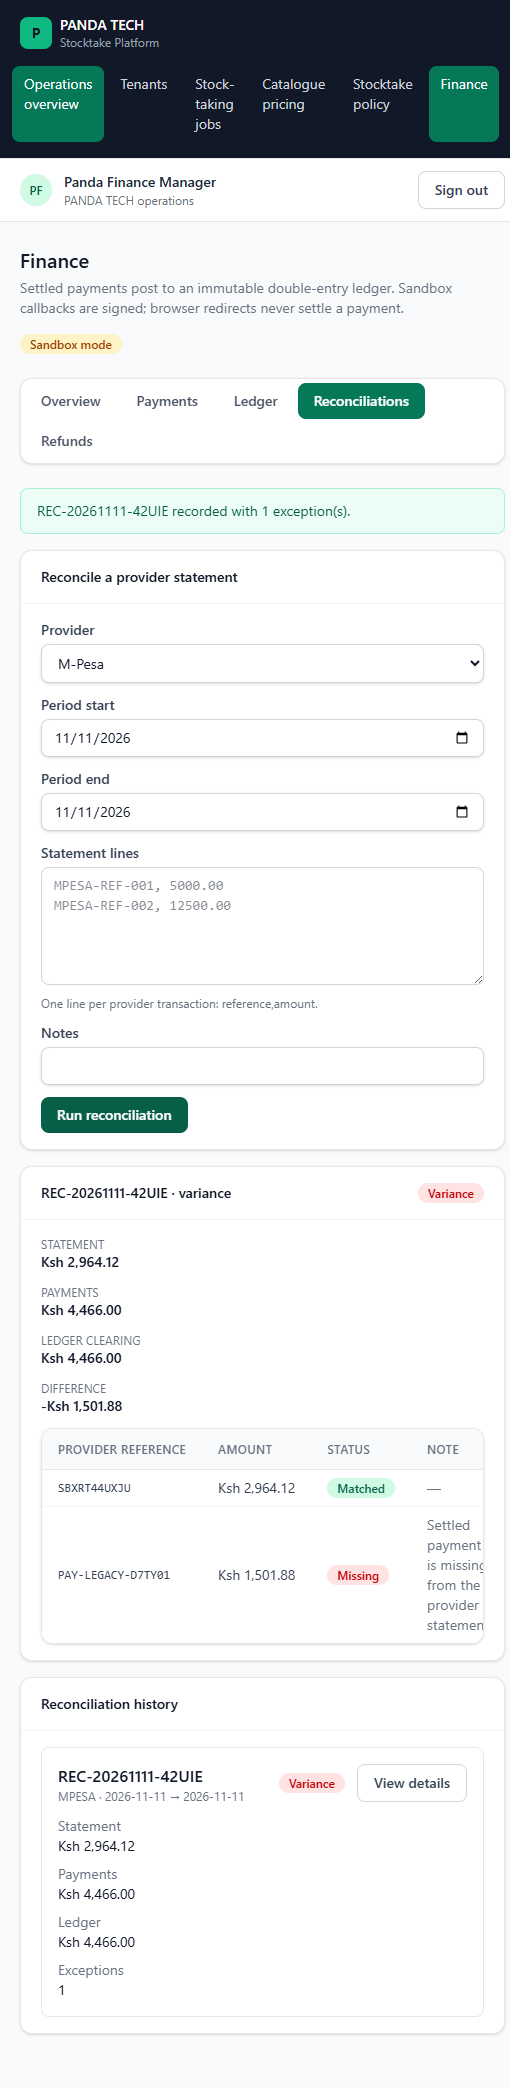 P
PANDA TECH
Stocktake Platform
Operations overview
Tenants
Stock-taking jobs
Catalogue pricing
Stocktake policy
Finance
PF
Panda Finance Manager
PANDA TECH operations
Sign out
Finance
Settled payments post to an immutable double-entry ledger. Sandbox
callbacks are signed; browser redirects never settle a payment.
Sandbox mode
Overview
Payments
Ledger
Reconciliations
Refunds
REC-20261111-42UIE recorded with 1 exception(s).
Reconcile a provider statement
Provider
M-Pesa
Period start
11/11/2026
Period end
11/11/2026
Statement lines
MPESA-REF-001, 5000.00
MPESA-REF-002, 12500.00
One line per provider transaction: reference,amount.
Notes
Run reconciliation
REC-20261111-42UIE · variance
Variance
STATEMENT
Ksh 2,964.12
PAYMENTS
Ksh 4,466.00
LEDGER CLEARING
Ksh 4,466.00
DIFFERENCE
-Ksh 1,501.88
PROVIDER REFERENCE AMOUNT STATUS NOTE
SBXRT44UXJU Ksh 2,964.12 Matched —
PAY-LEGACY-D7TY01 Ksh 1,501.88 Missing
Settled
payment
is missing
from the
provider
statemen
Reconciliation history
REC-20261111-42UIE
MPESA · 2026-11-11 → 2026-11-11
Variance
View details
Statement
Ksh 2,964.12
Payments
Ksh 4,466.00
Ledger
Ksh 4,466.00
Exceptions
1